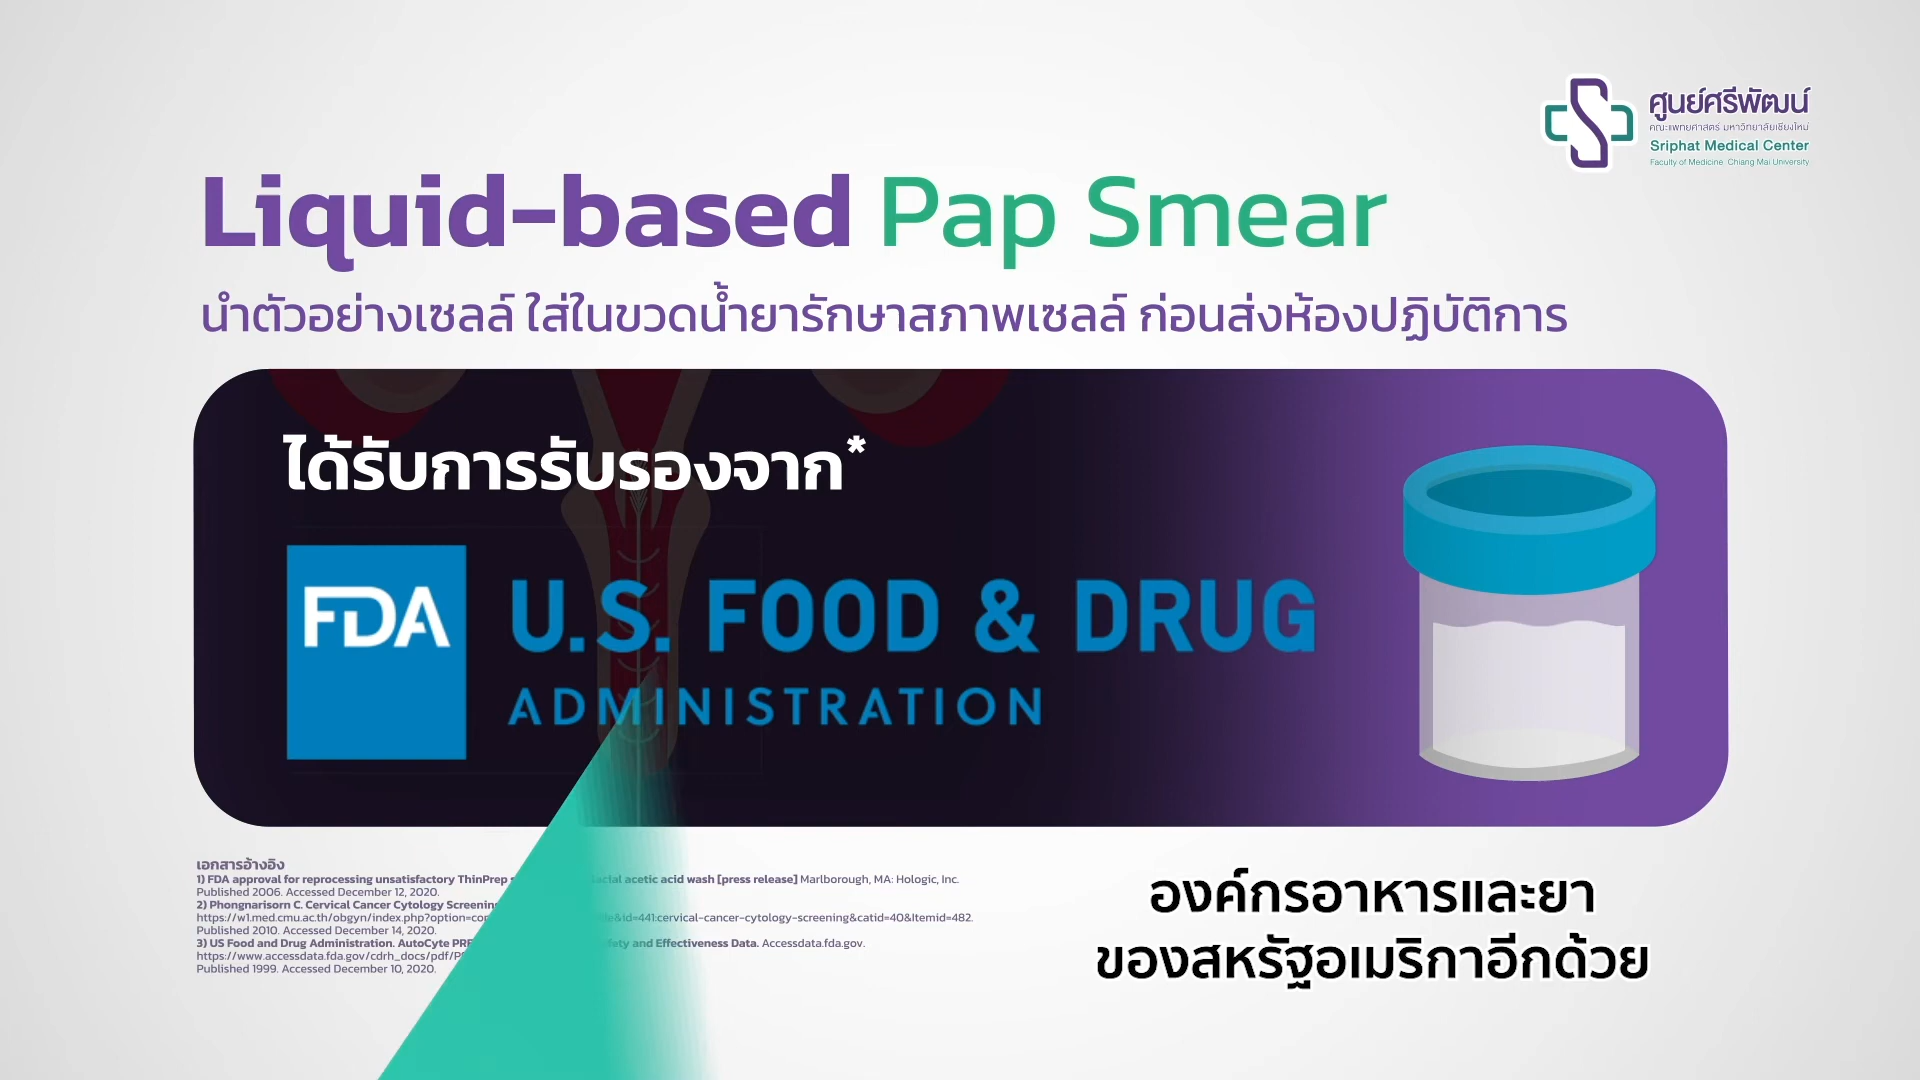 ศูนย์ศรีพัฒน์
คณะแพทยศาสตร์ มหาวิทยาลัยเชียงใหม่
Sriphat Medical Center
Faculty of Medicine, Chiang Mai University
Liquid-based Pap Smear
นำตัวอย่างเซลล์ ใส่ในขวดน้ำยารักษาสภาพเซลล์ ก่อนส่งห้องปฏิบัติการ
ได้รับการรับรองจาก*
FDA U.S. FOOD & DRUG
ADMINISTRATION
เอกสารอ้างอิง
1) FDA approval for reprocessing unsatisfactory ThinPrep acetic acid wash [press release] Marlborough, MA: Hologic, Inc.
Published 2006. Accessed December 12, 2020.
2) Phongnarisorn C. Cervical Cancer Cytology Screening
https://w1.med.cmu.ac.th/obgyn/index.php?option=co &id=441:cervical-cancer-cytology-screening&catid=40&Itemid=482.
Published 2010. Accessed December 14, 2020.
3) US Food and Drug Administration. AutoCyte and Effectiveness Data. Accessdata.fda.gov.
https://www.accessdata.fda.gov/cdrh_docs/pdf/
Published 1999. Accessed December 10, 2020.
องค์กรอาหารและยา
ของสหรัฐอเมริกาอีกด้วย